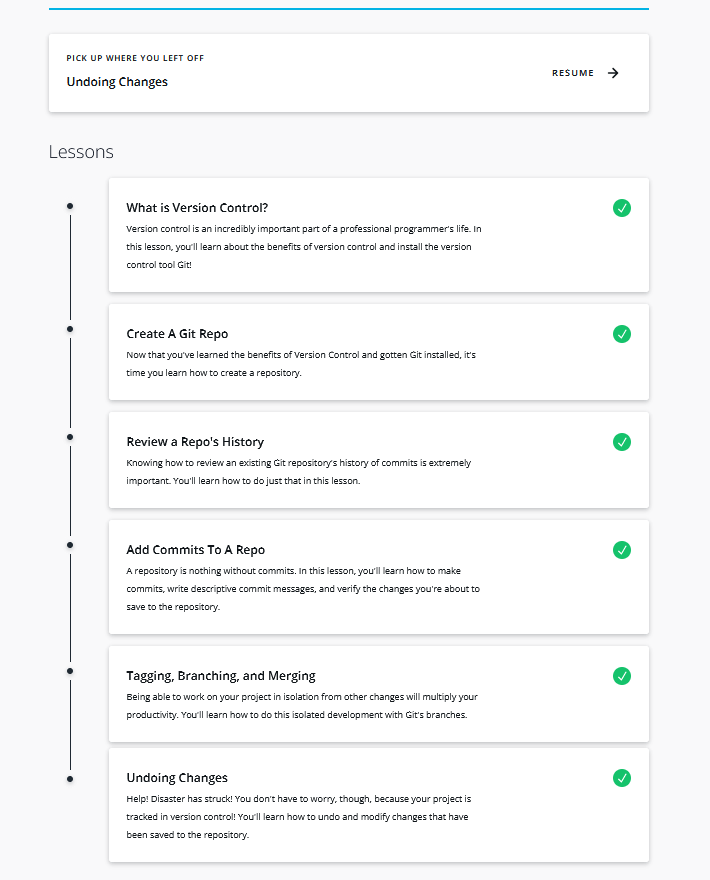 PICK UP WHERE YOU LEFT OFF
Undoing Changes
RESUME
Lessons
What is Version Control?
Version control is an incredibly important part of a professional programmer's life. In
this lesson, you'll learn about the benefits of version control and install the version
control tool Git!
Create A Git Repo
Now that you've learned the benefits of Version Control and gotten Git installed, it's
time you learn how to create a repository.
Review a Repo's History
Knowing how to review an existing Git repository's history of commits is extremely
important. You'll learn how to do just that in this lesson.
Add Commits To A Repo
A repository is nothing without commits. In this lesson, you'll learn how to make
commits, write descriptive commit messages, and verify the changes you're about to
save to the repository.
Tagging, Branching, and Merging
Being able to work on your project in isolation from other changes will multiply your
productivity. You'll learn how to do this isolated development with Git's branches.
Undoing Changes
Help! Disaster has struck! You don't have to worry, though, because your project is
tracked in version control! You'll learn how to undo and modify changes that have
been saved to the repository.